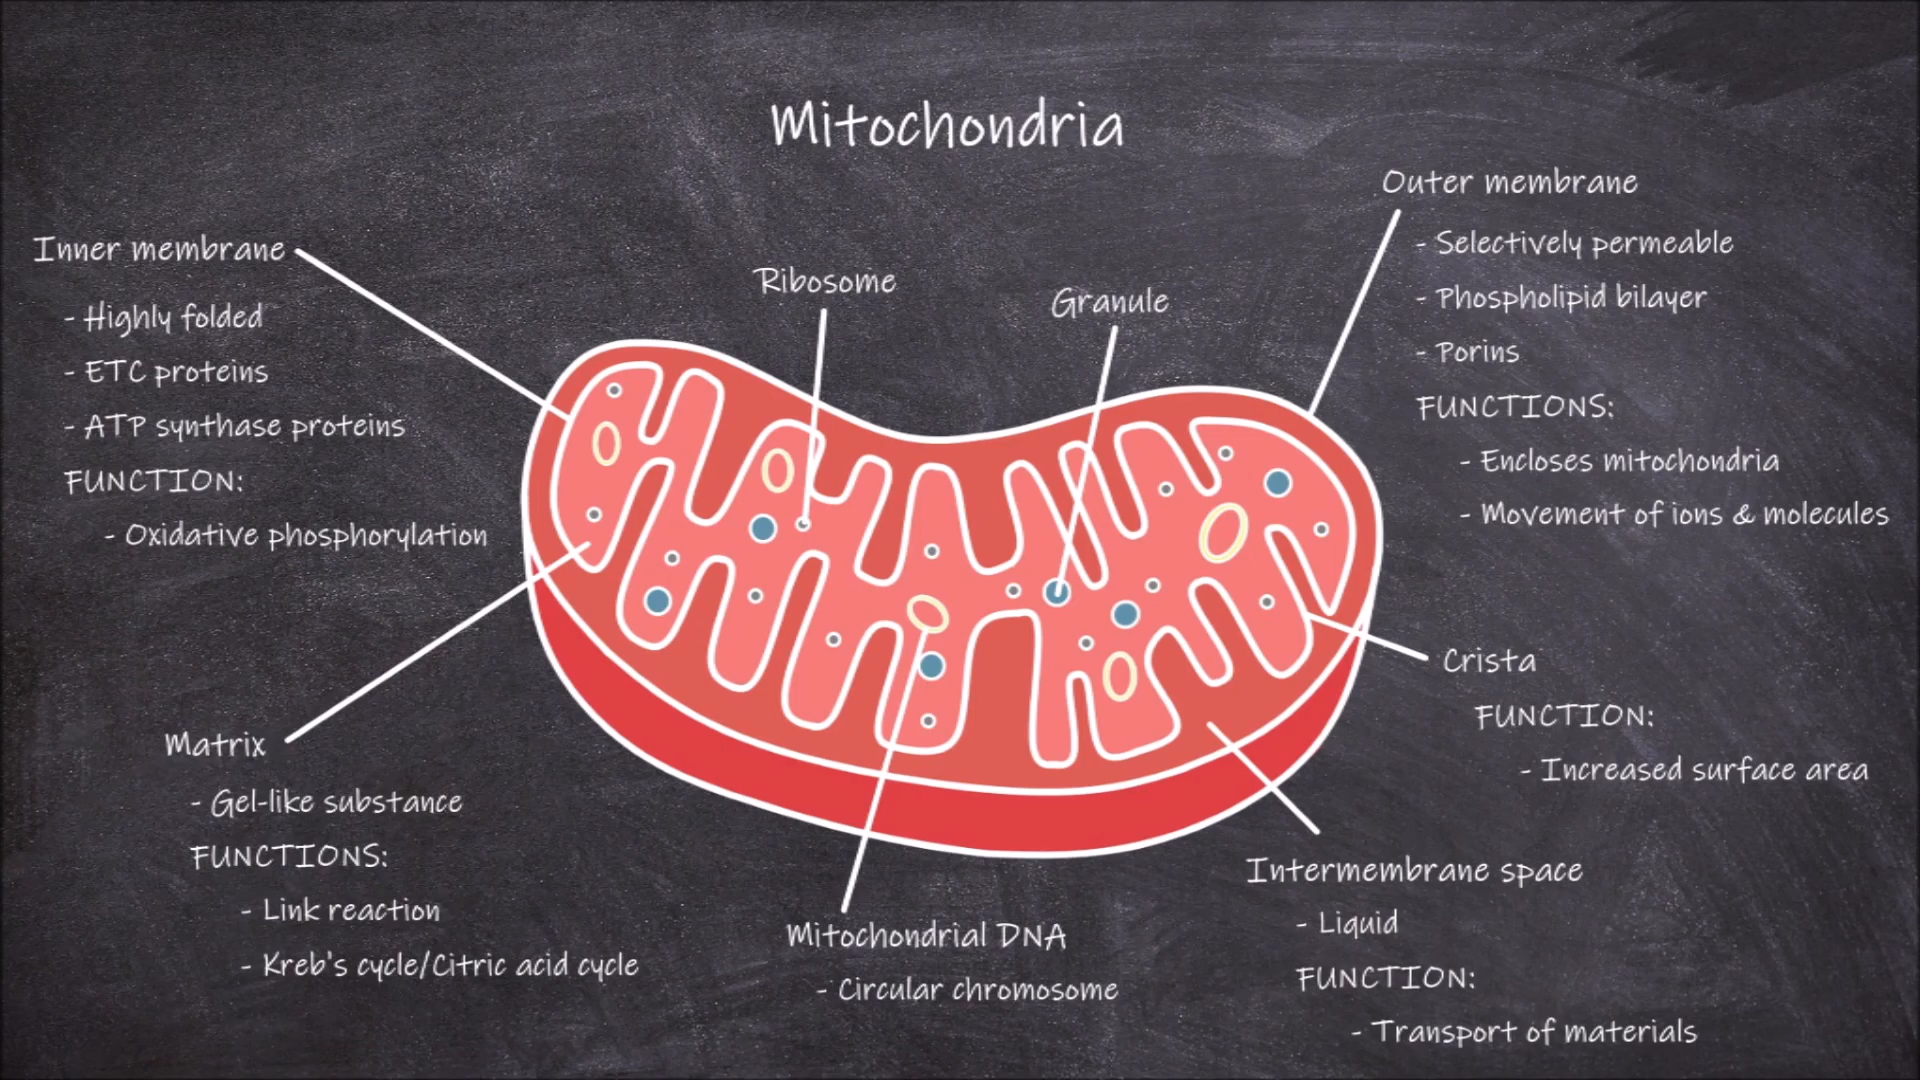 Mitochondria
Inner membrane
- Highly folded
- ETC proteins
- ATP synthase proteins
FUNCTION:
- Oxidative phosphorylation
Ribosome
Granule
Outer membrane
- Selectively permeable
- Phospholipid bilayer
- Porins
FUNCTIONS:
- Encloses mitochondria
- Movement of ions & molecules
Matrix
- Gel-like substance
FUNCTIONS:
- Link reaction
- Kreb's cycle/Citric acid cycle
Mitochondrial DNA
- Circular chromosome
Crista
FUNCTION:
- Increased surface area
Intermembrane space
- Liquid
FUNCTION:
- Transport of materials